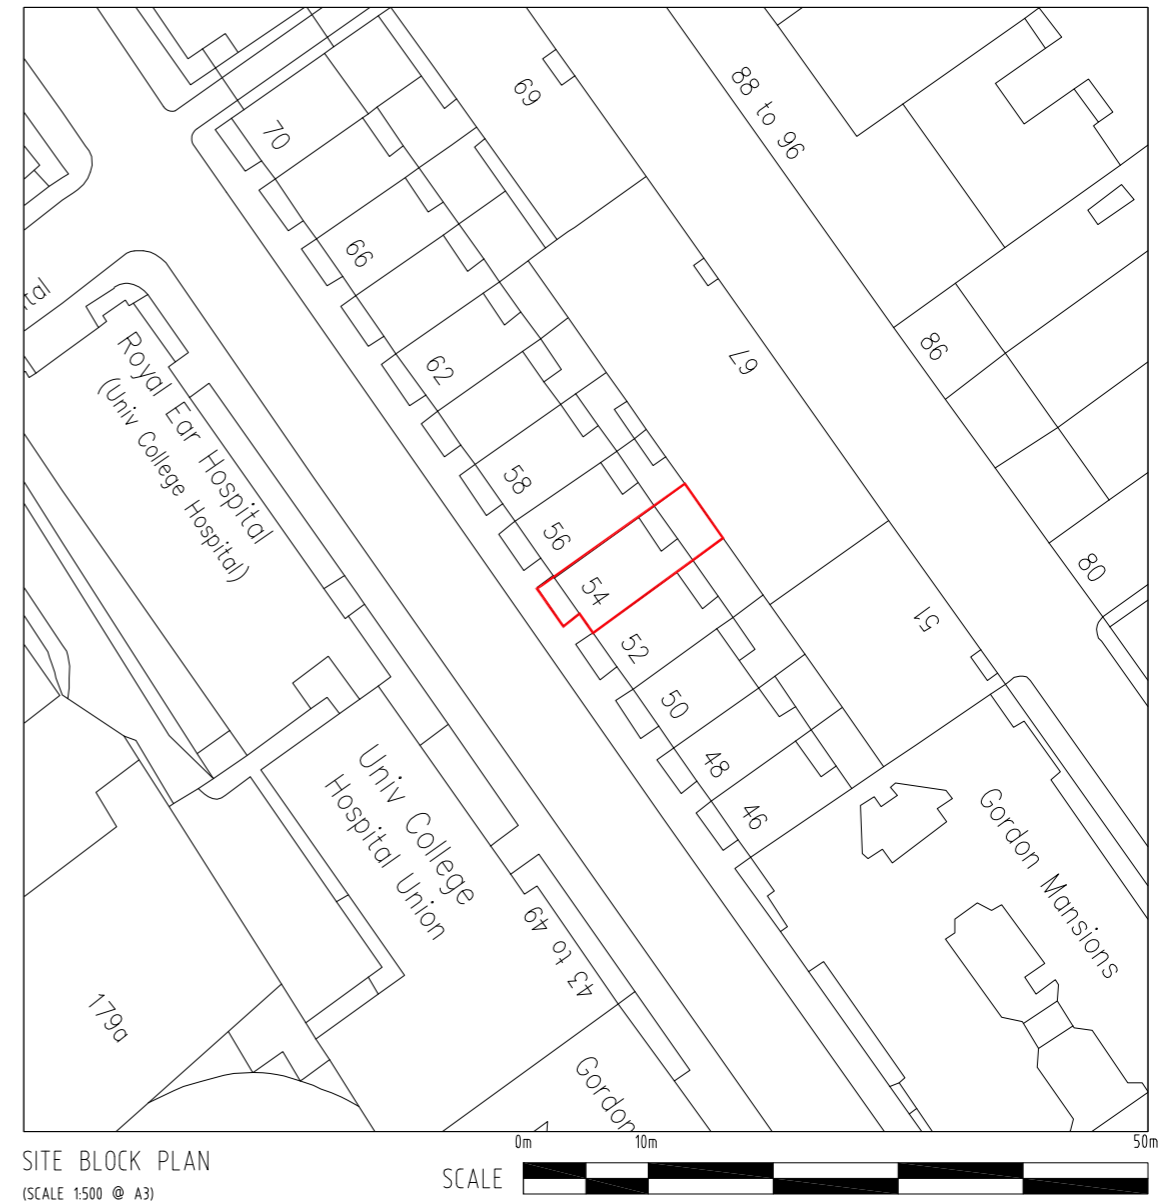 70
69
88 to 96
66
tal
Royal Ear Hospital
(Univ College Hospital)
62
67
86
58
56
54
52
51
80
50
48
46
Univ College
Hospital Union
43 to 49
Gordon Mansions
179a
Gordon
SITE BLOCK PLAN
(SCALE 1:500 @ A3)
SCALE
0m
10m
50m